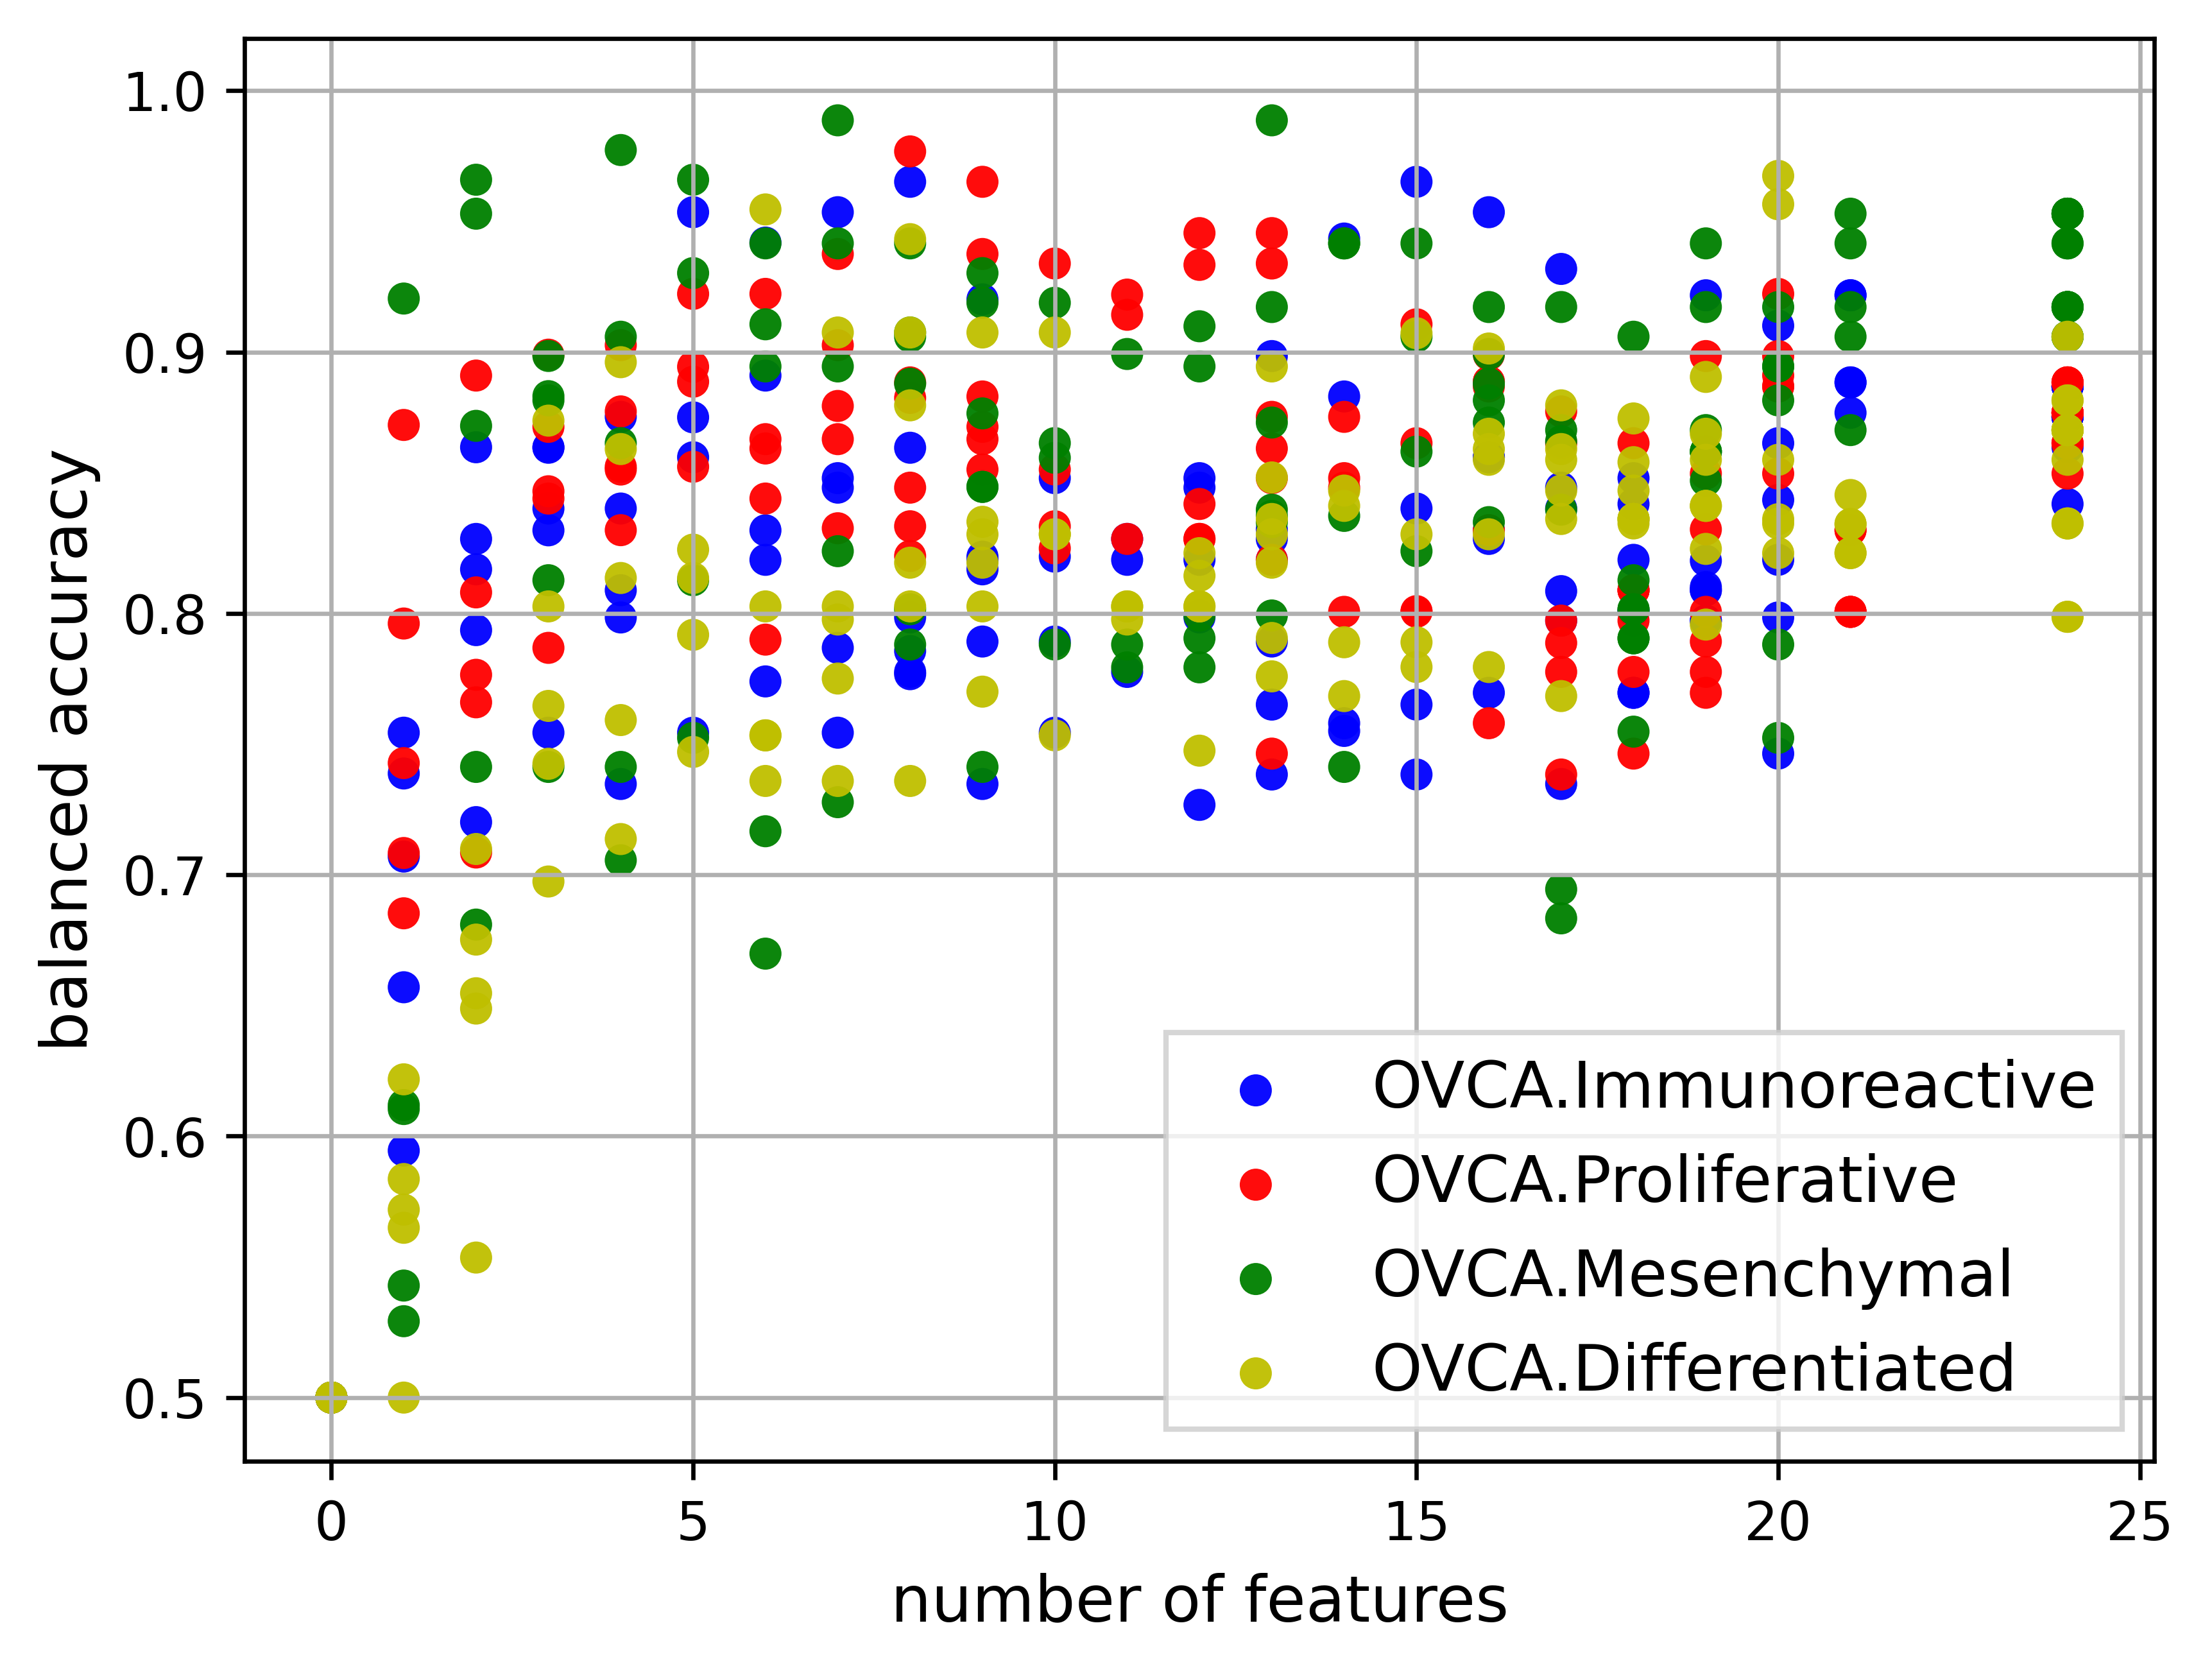 1.0
0.9
0.8
0.7
0.6
0.5
balanced accuracy
OVCA.Immunoreactive
OVCA.Proliferative
OVCA.Mesenchymal
OVCA.Differentiated
0 5 10 15 20 25
number of features